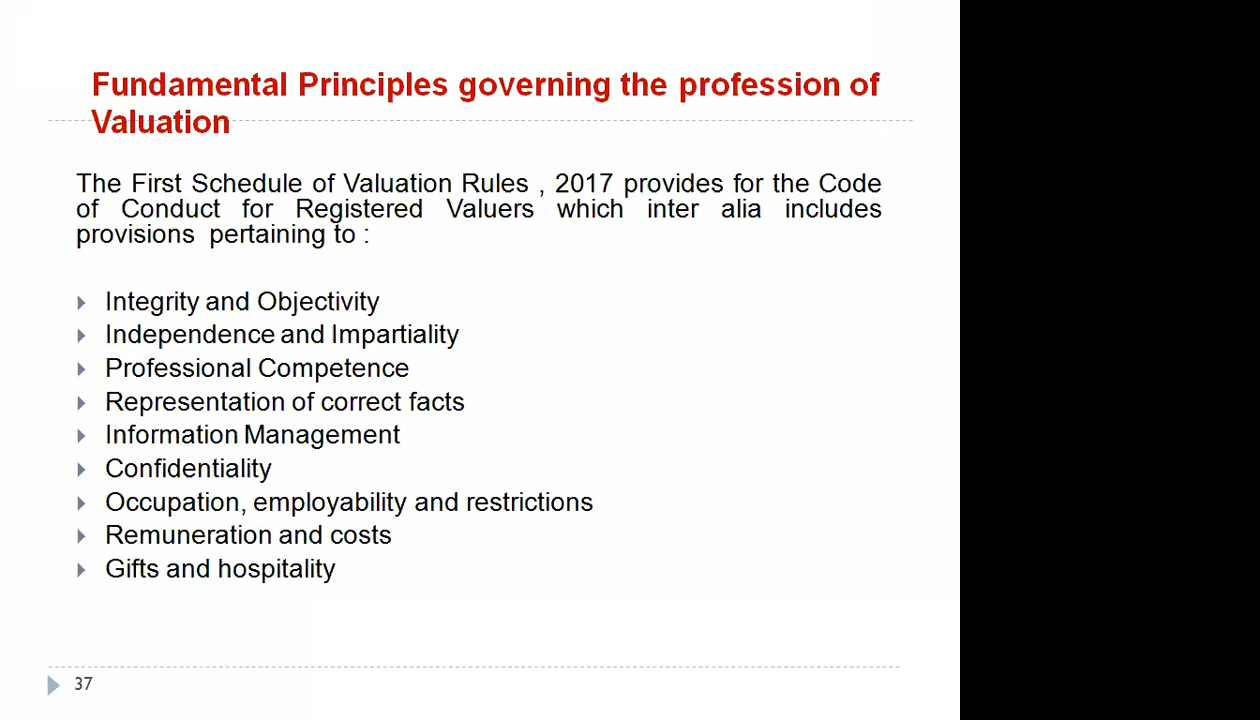 Fundamental Principles governing the profession of
Valuation
The First Schedule of Valuation Rules , 2017 provides for the Code
of Conduct for Registered Valuers which inter alia includes
provisions pertaining to :
Integrity and Objectivity
Independence and Impartiality
Professional Competence
Representation of correct facts
Information Management
Confidentiality
Occupation, employability and restrictions
Remuneration and costs
Gifts and hospitality
37